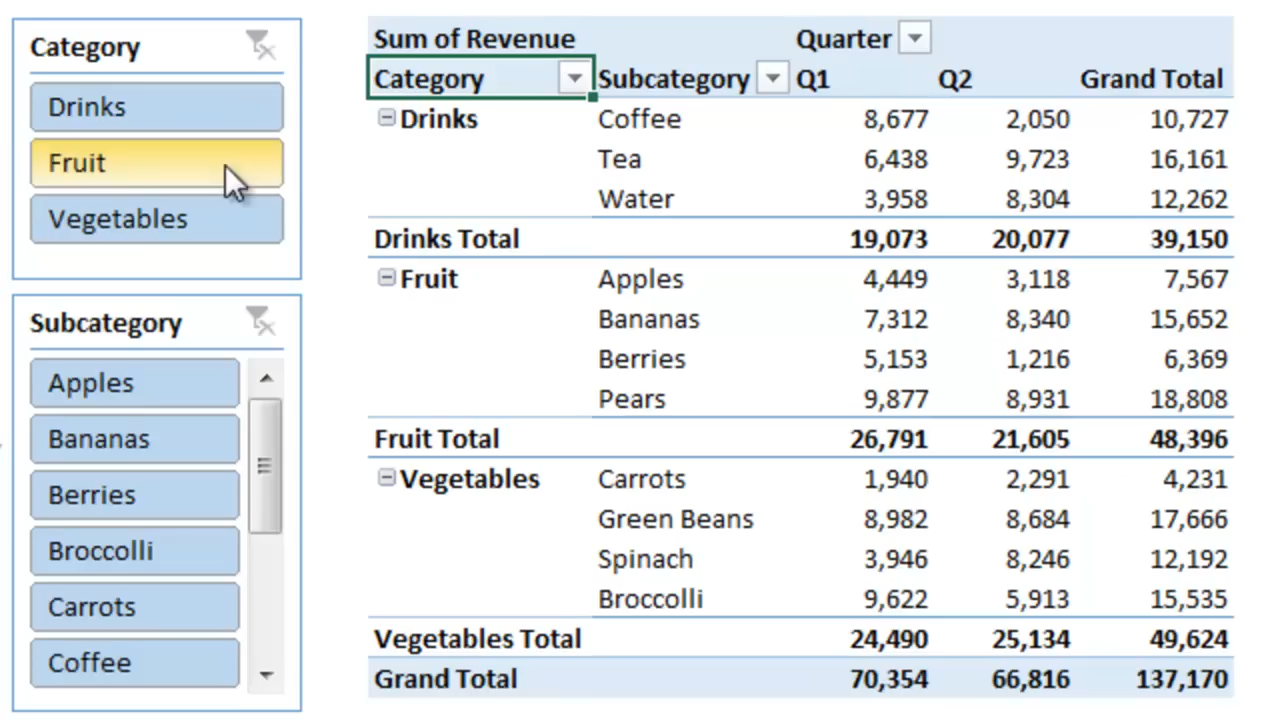 Category
Drinks
Fruit
Vegetables
Subcategory
Apples
Bananas
Berries
Broccolli
Carrots
Coffee
Sum of Revenue Quarter
Category Subcategory Q1 Q2 Grand Total
Drinks Coffee 8,677 2,050 10,727
Tea 6,438 9,723 16,161
Water 3,958 8,304 12,262
Drinks Total 19,073 20,077 39,150
Fruit Apples 4,449 3,118 7,567
Bananas 7,312 8,340 15,652
Berries 5,153 1,216 6,369
Pears 9,877 8,931 18,808
Fruit Total 26,791 21,605 48,396
Vegetables Carrots 1,940 2,291 4,231
Green Beans 8,982 8,684 17,666
Spinach 3,946 8,246 12,192
Broccolli 9,622 5,913 15,535
Vegetables Total 24,490 25,134 49,624
Grand Total 70,354 66,816 137,170